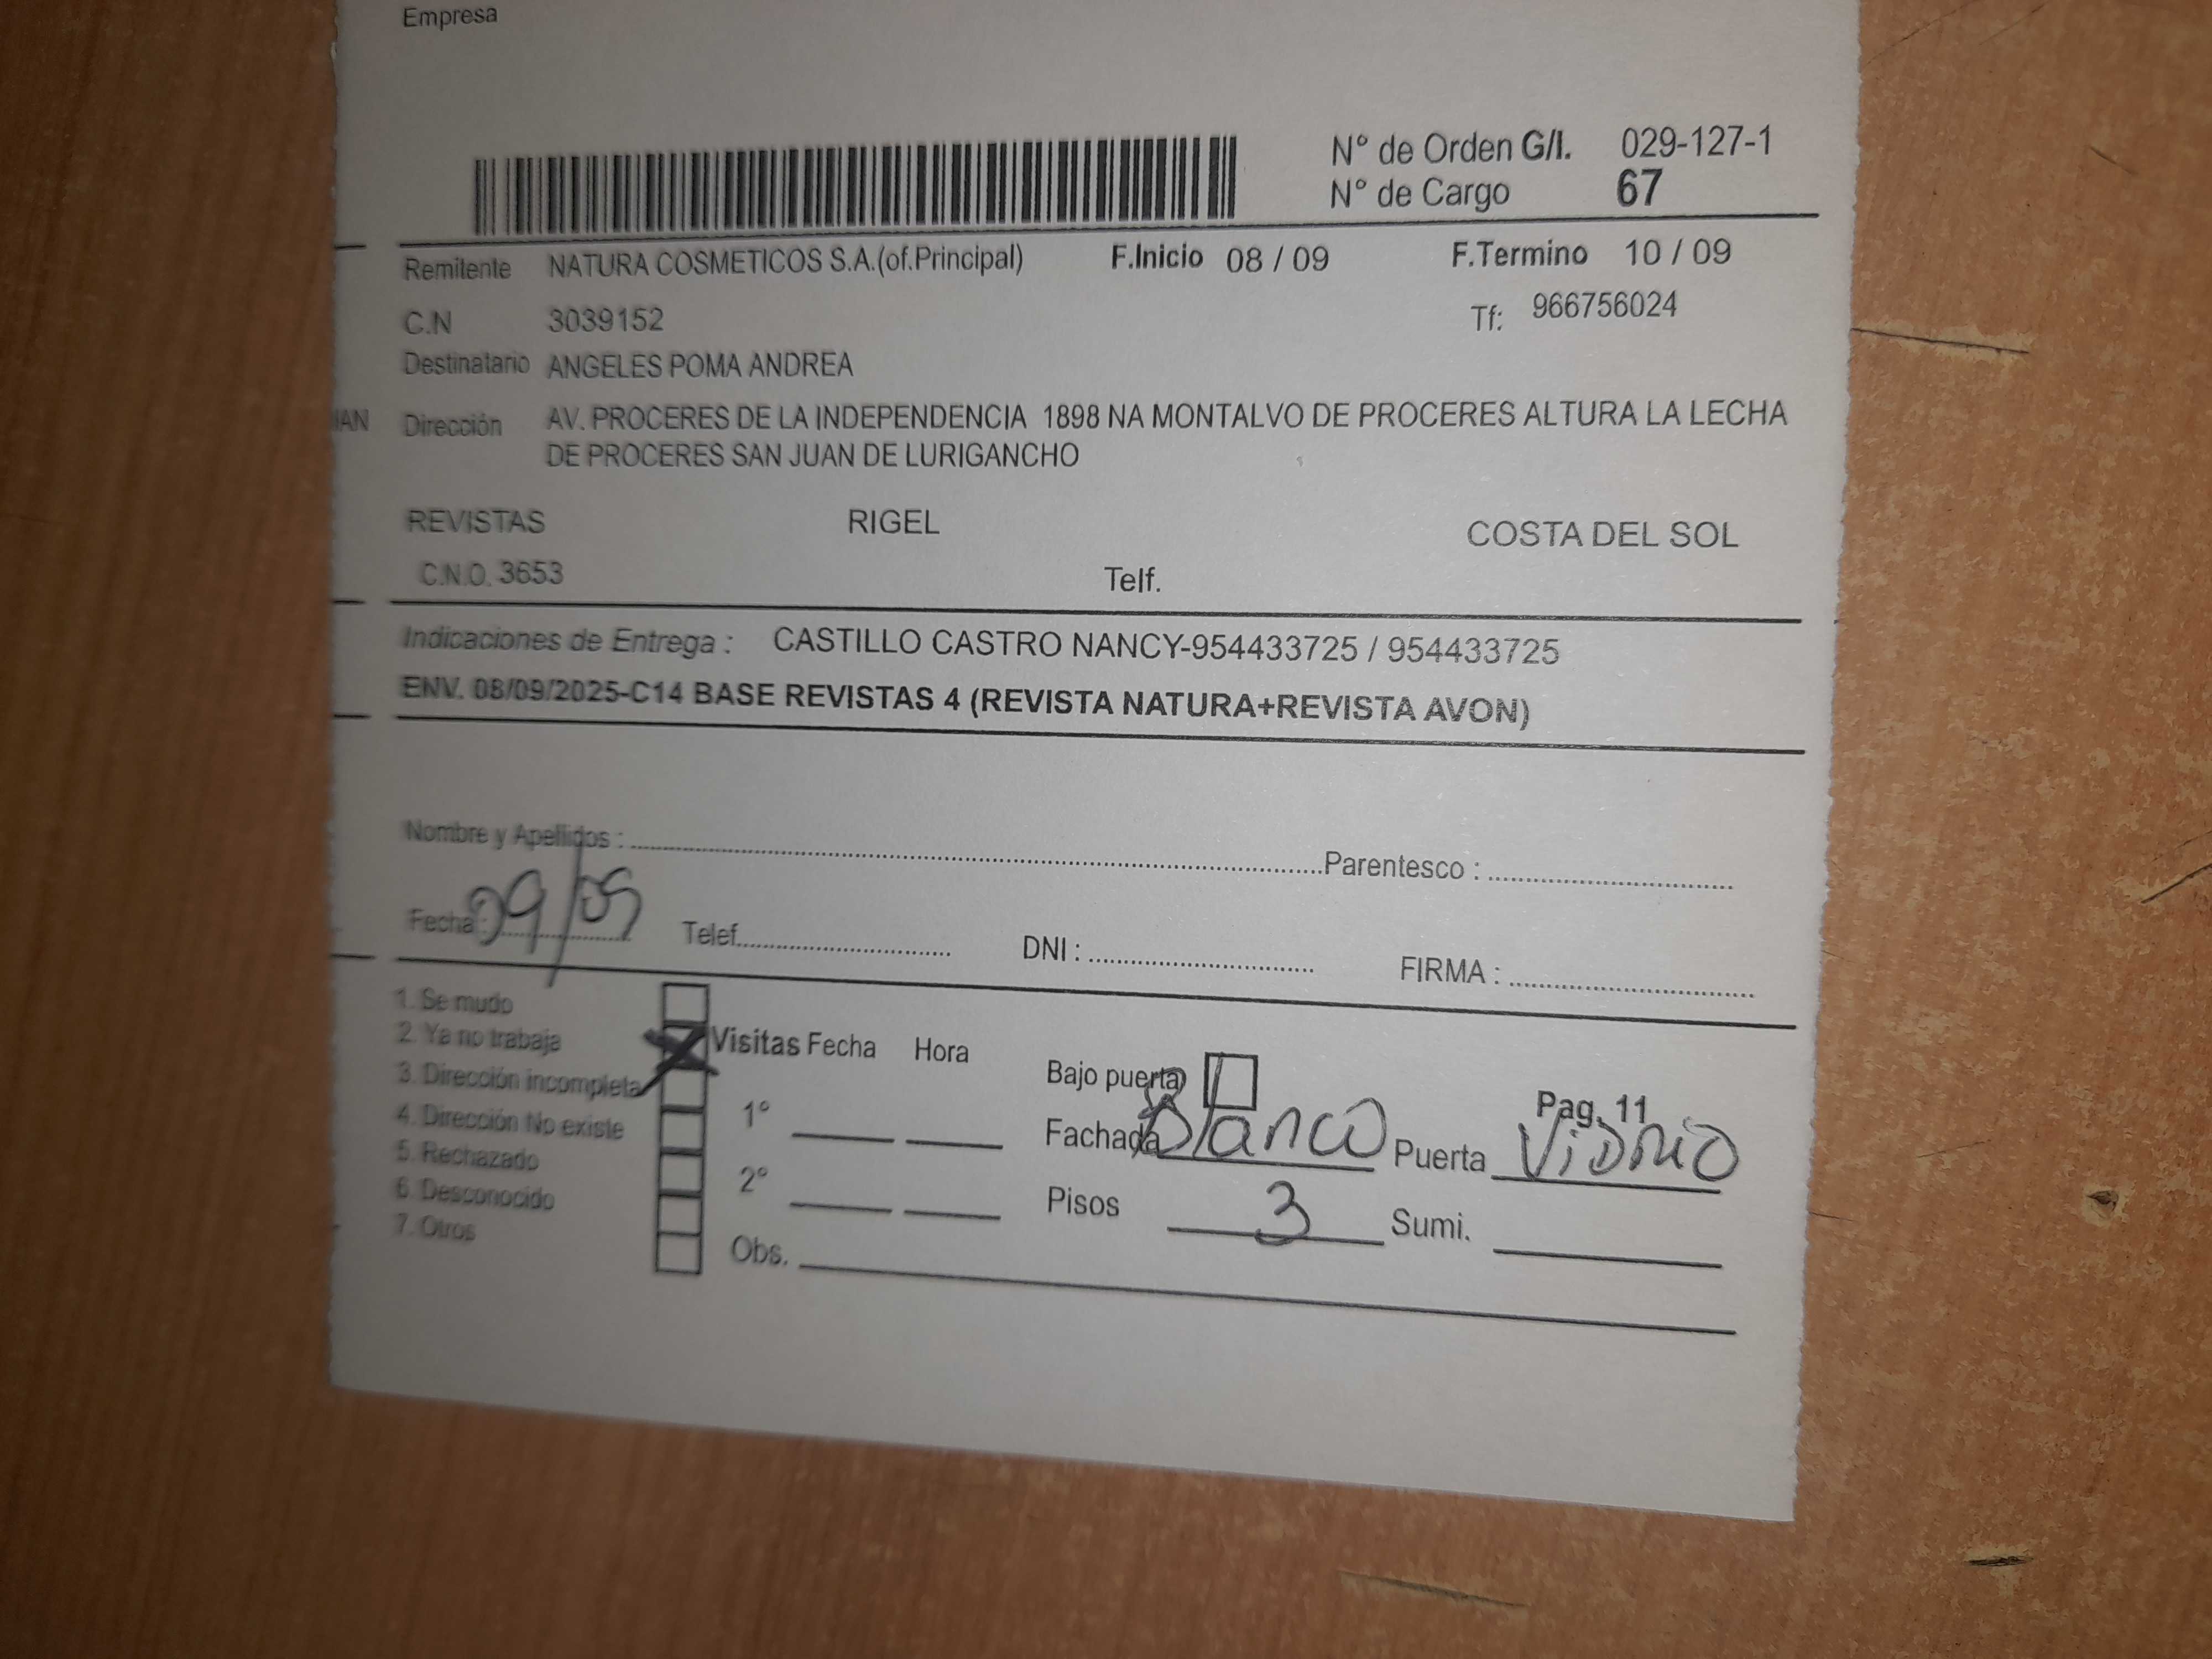 Empresa
N° de Orden G/I. 029-127-1
N° de Cargo 67
Remitente NATURA COSMETICOS S.A.(of.Principal) F.Inicio 08 / 09 F.Termino 10 / 09
C.N 3039152 Tf: 966756024
Destinatario ANGELES POMA ANDREA
IAN Dirección AV. PROCERES DE LA INDEPENDENCIA 1898 NA MONTALVO DE PROCERES ALTURA LA LECHA
DE PROCERES SAN JUAN DE LURIGANCHO
REVISTAS RIGEL COSTA DEL SOL
C.N.O. 3653 Telf.
Indicaciones de Entrega : CASTILLO CASTRO NANCY-954433725 / 954433725
ENV. 08/09/2025-C14 BASE REVISTAS 4 (REVISTA NATURA+REVISTA AVON)
Nombre y Apellidos : Parentesco :
Fecha : 09/09 Telef. DNI : FIRMA :
1. Se mudo
2. Ya no trabaja Visitas Fecha Hora Bajo puerta
3. Dirección incompleta 1° Pag. 11
4. Dirección No existe Fachada Blanco Puerta Vidrio
5. Rechazado 2°
6. Desconocido Pisos 3 Sumi.
7. Otros Obs.